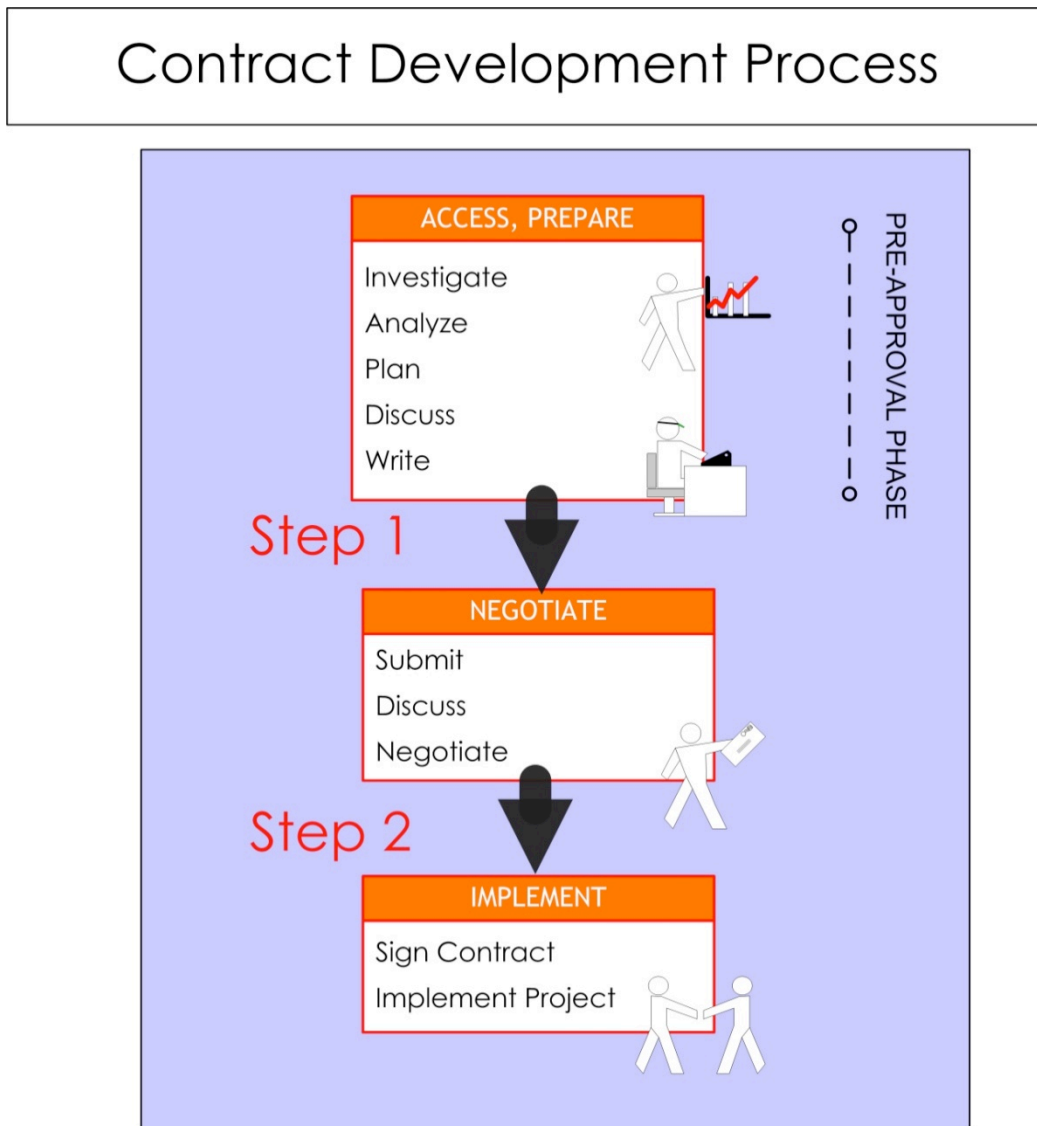 Contract Development Process
ACCESS, PREPARE
Investigate
Analyze
Plan
Discuss
Write
PRE-APPROVAL PHASE
Step 1
NEGOTIATE
Submit
Discuss
Negotiate
Step 2
IMPLEMENT
Sign Contract
Implement Project